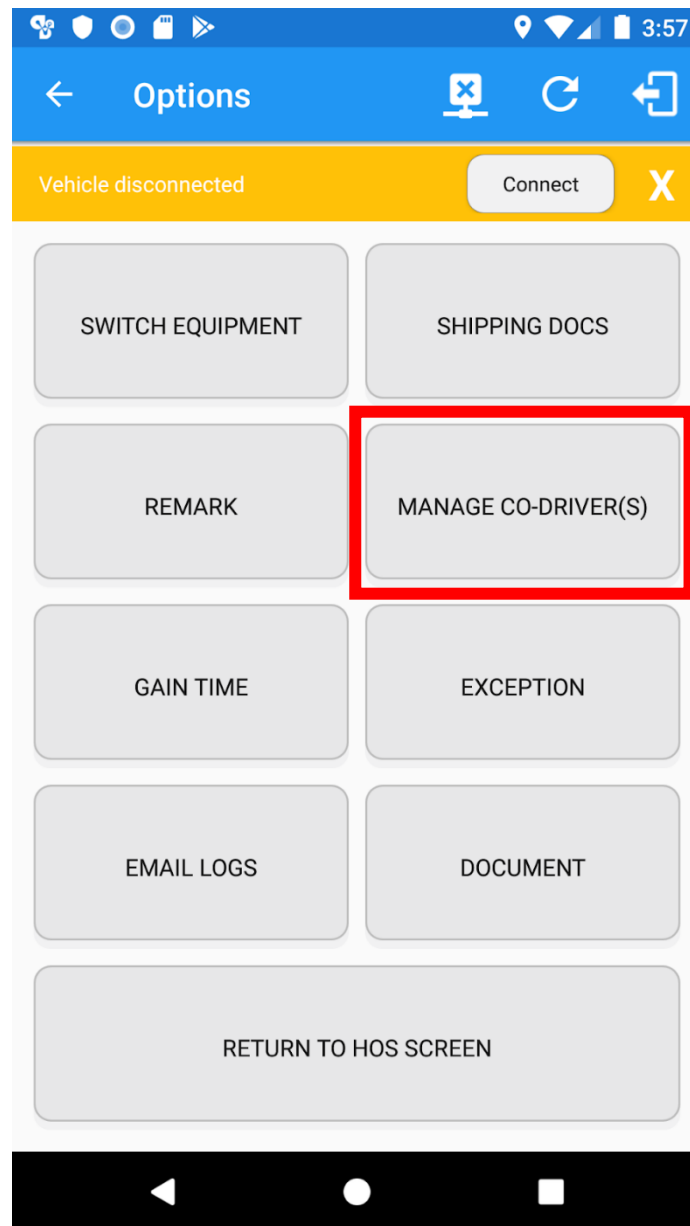 3:57
Options
Vehicle disconnected
Connect
X
SWITCH EQUIPMENT
SHIPPING DOCS
REMARK
MANAGE CO-DRIVER(S)
GAIN TIME
EXCEPTION
EMAIL LOGS
DOCUMENT
RETURN TO HOS SCREEN